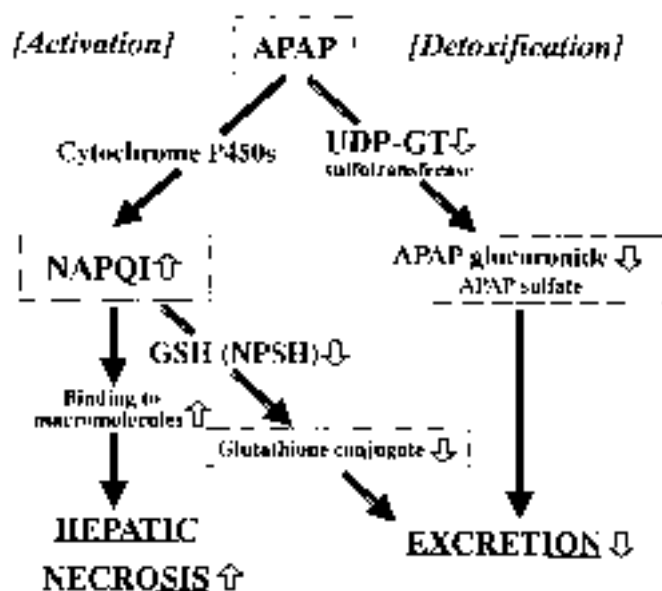 [Activation]
APAP
[Detoxification]
Cytochrome P450s
UDP-GT⇩
sulfotransferase
NAPQI⇧
APAP glucuronide⇩
APAP sulfate
GSH (NPSH)⇩
Binding to
macromolecules⇧
Glutathione conjugate⇩
HEPATIC
NECROSIS⇧
EXCRETION⇩